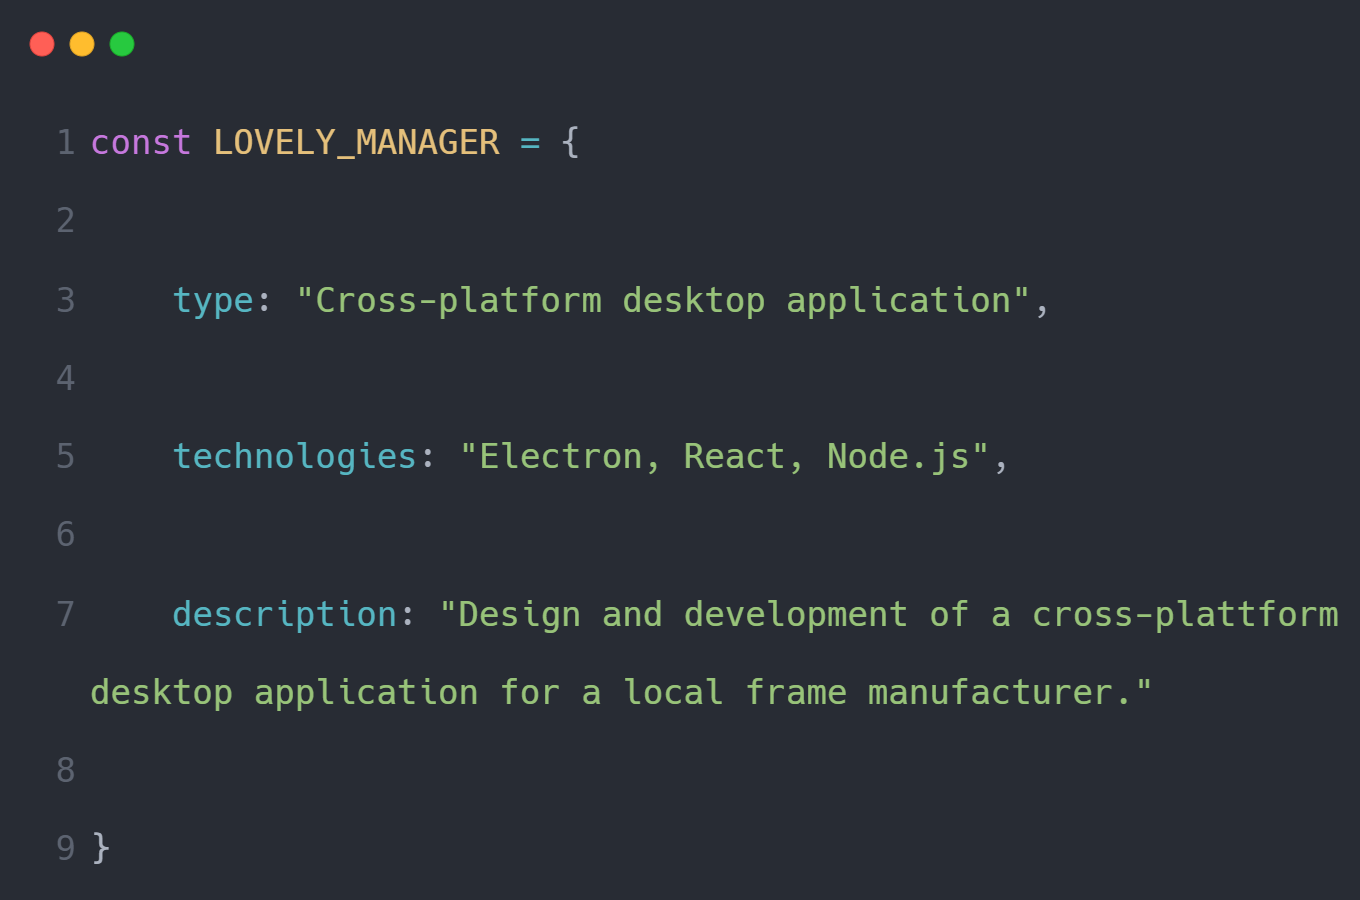 1 const LOVELY_MANAGER = {
2
3     type: "Cross-platform desktop application",
4
5     technologies: "Electron, React, Node.js",
6
7     description: "Design and development of a cross-plattform
desktop application for a local frame manufacturer."
8
9 }